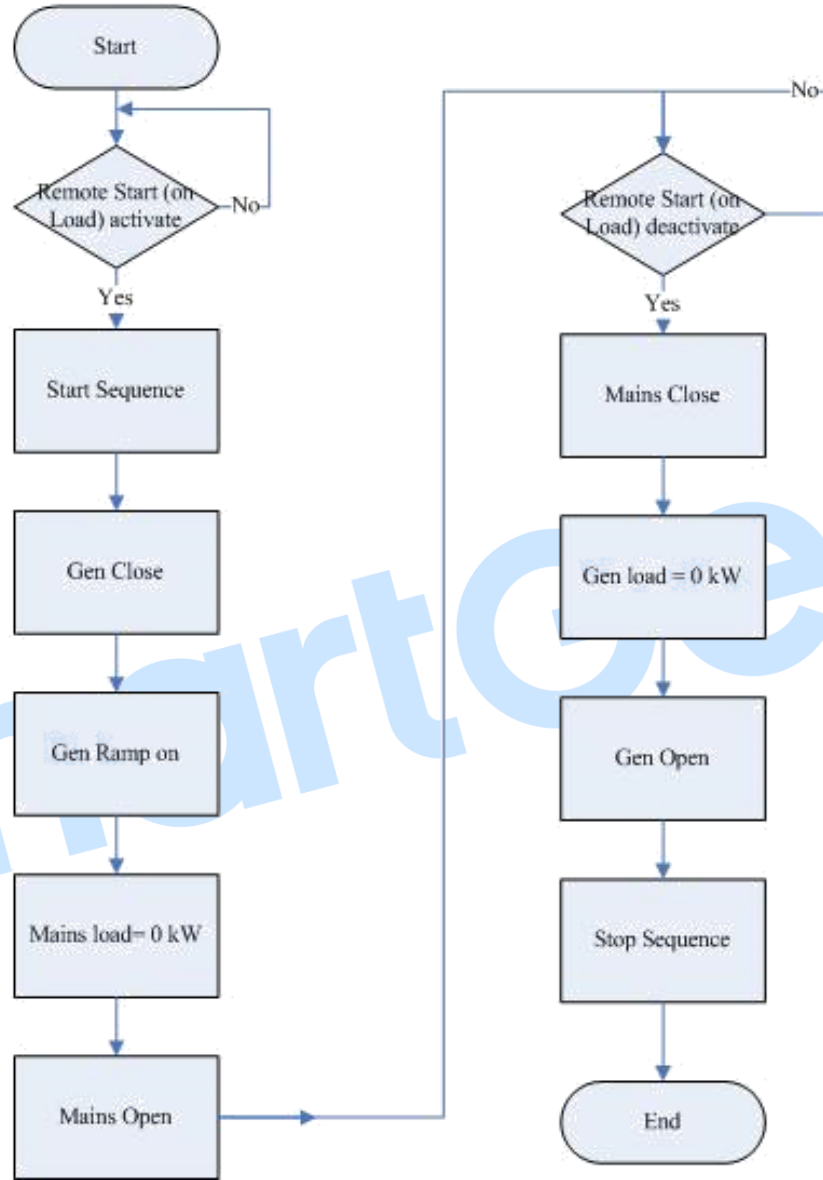 Start
Remote Start (on
Load) activate
No
Yes
Start Sequence
Gen Close
Gen Ramp on
Mains load= 0 kW
Mains Open
No
Remote Start (on
Load) deactivate
Yes
Mains Close
Gen load = 0 kW
Gen Open
Stop Sequence
End